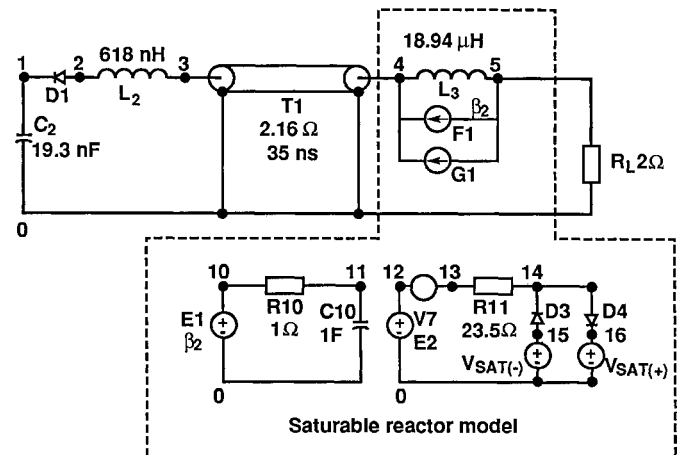 18.94 µH
1
2
618 nH
3
4
5
D1
L2
T1
L3
β2
F1
G1
2.16 Ω
35 ns
C2
19.3 nF
RL 2Ω
0
10
11
12
13
14
R10
1Ω
C10
1F
V7
R11
23.5Ω
D3
D4
15
16
E1
β2
E2
VSAT(-)
VSAT(+)
0
0
Saturable reactor model